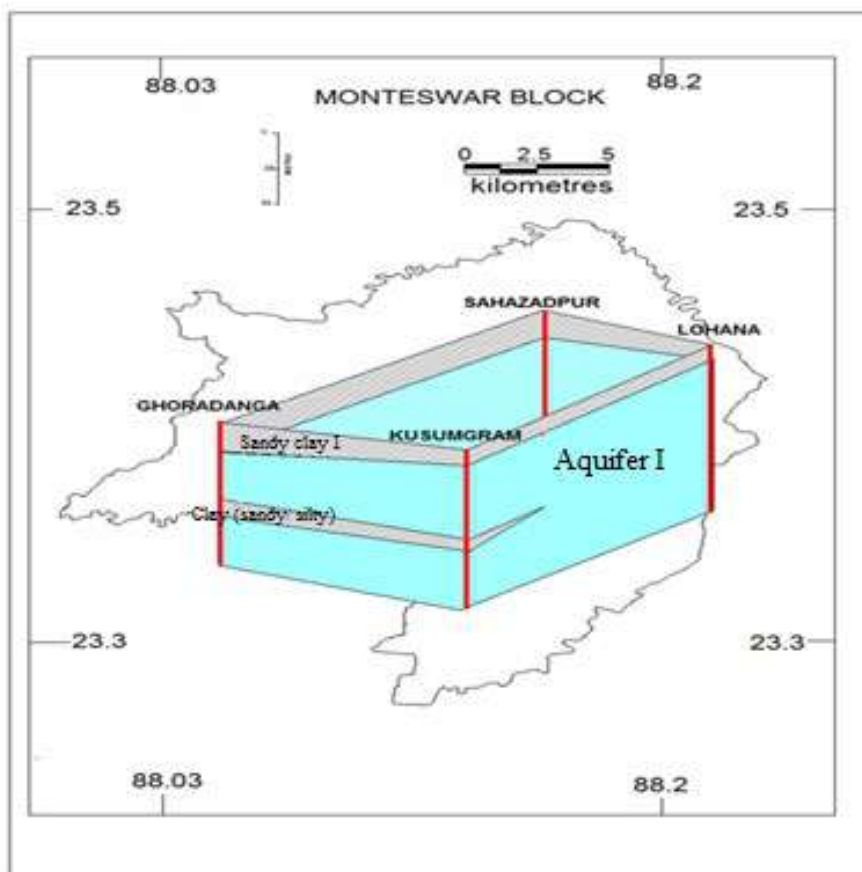 88.03 88.2
MONTESWAR BLOCK
0 2.5 5
kilometres
23.5 23.5
SAHAZADPUR
LOHANA
GHORADANGA
KUSUMGRAM
Sandy clay I
Aquifer I
Clay (sandy/ silty)
23.3 23.3
88.03 88.2